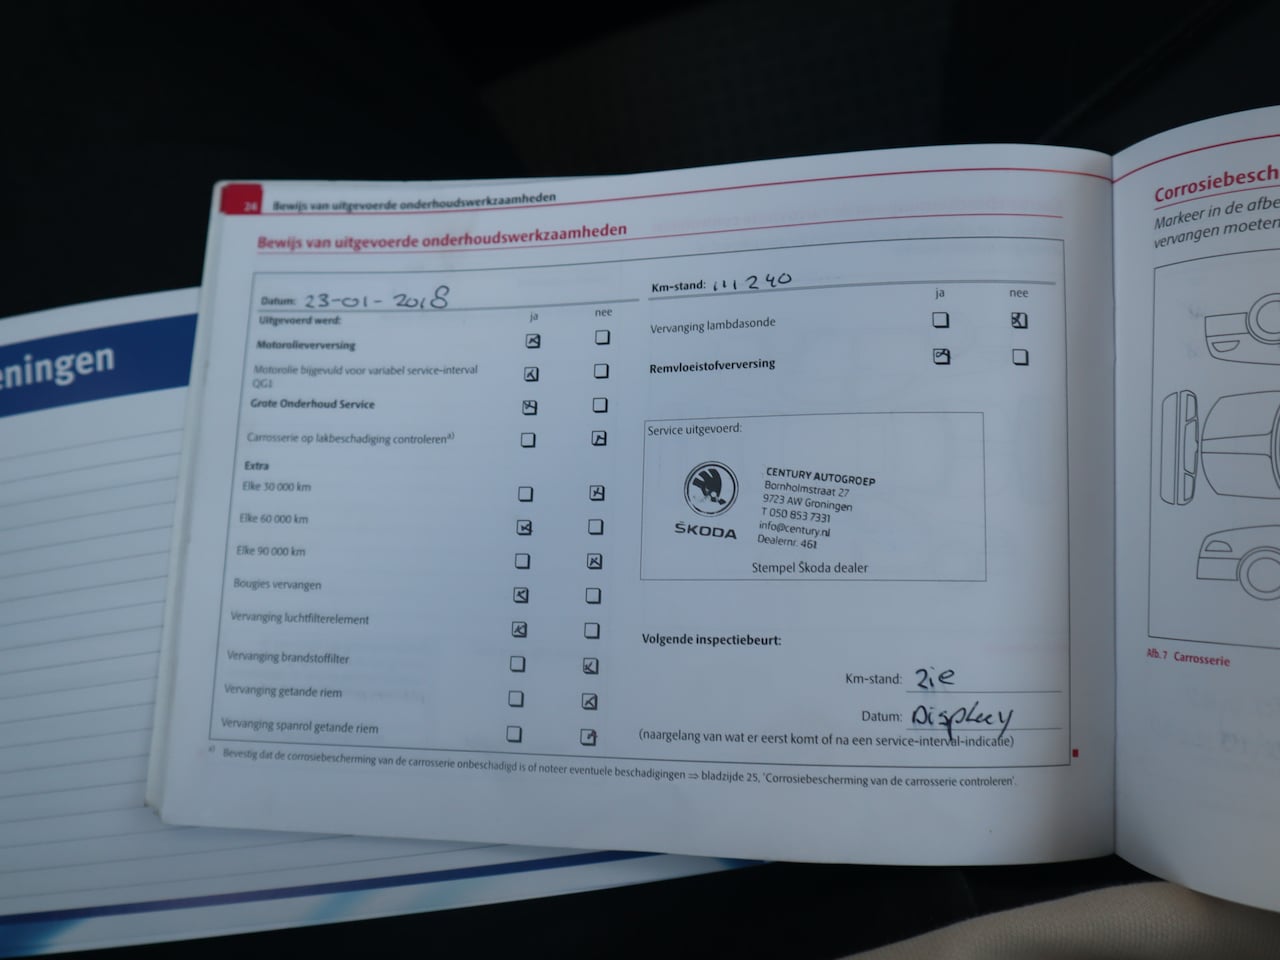 eningen
24 Bewijs van uitgevoerde onderhoudswerkzaamheden
Bewijs van uitgevoerde onderhoudswerkzaamheden
Datum: 23-01-2018
Uitgevoerd werd: ja nee
Motorolieverversing
Motorolie bijgevuld voor variabel service-interval
QG1
Grote Onderhoud Service
Carrosserie op lakbeschadiging controleren a)
Extra
Elke 30 000 km
Elke 60 000 km
Elke 90 000 km
Bougies vervangen
Vervanging luchtfilterelement
Vervanging brandstoffilter
Vervanging getande riem
Vervanging spanrol getande riem
Km-stand: 111240
ja nee
Vervanging lambdasonde
Remvloeistofverversing
Service uitgevoerd:
ŠKODA
CENTURY AUTOGROEP
Bornholmstraat 27
9723 AW Groningen
T 050 853 7331
info@century.nl
Dealernr. 461
Stempel Škoda dealer
Volgende inspectiebeurt:
Km-stand: zie
Datum: Display
(naargelang van wat er eerst komt of na een service-interval-indicatie)
a) Bevestig dat de corrosiebescherming van de carrosserie onbeschadigd is of noteer eventuele beschadigingen ⇒ bladzijde 25, 'Corrosiebescherming van de carrosserie controleren'.
Corrosiebesch
Markeer in de afbe
vervangen moeten
Afb. 7 Carrosserie